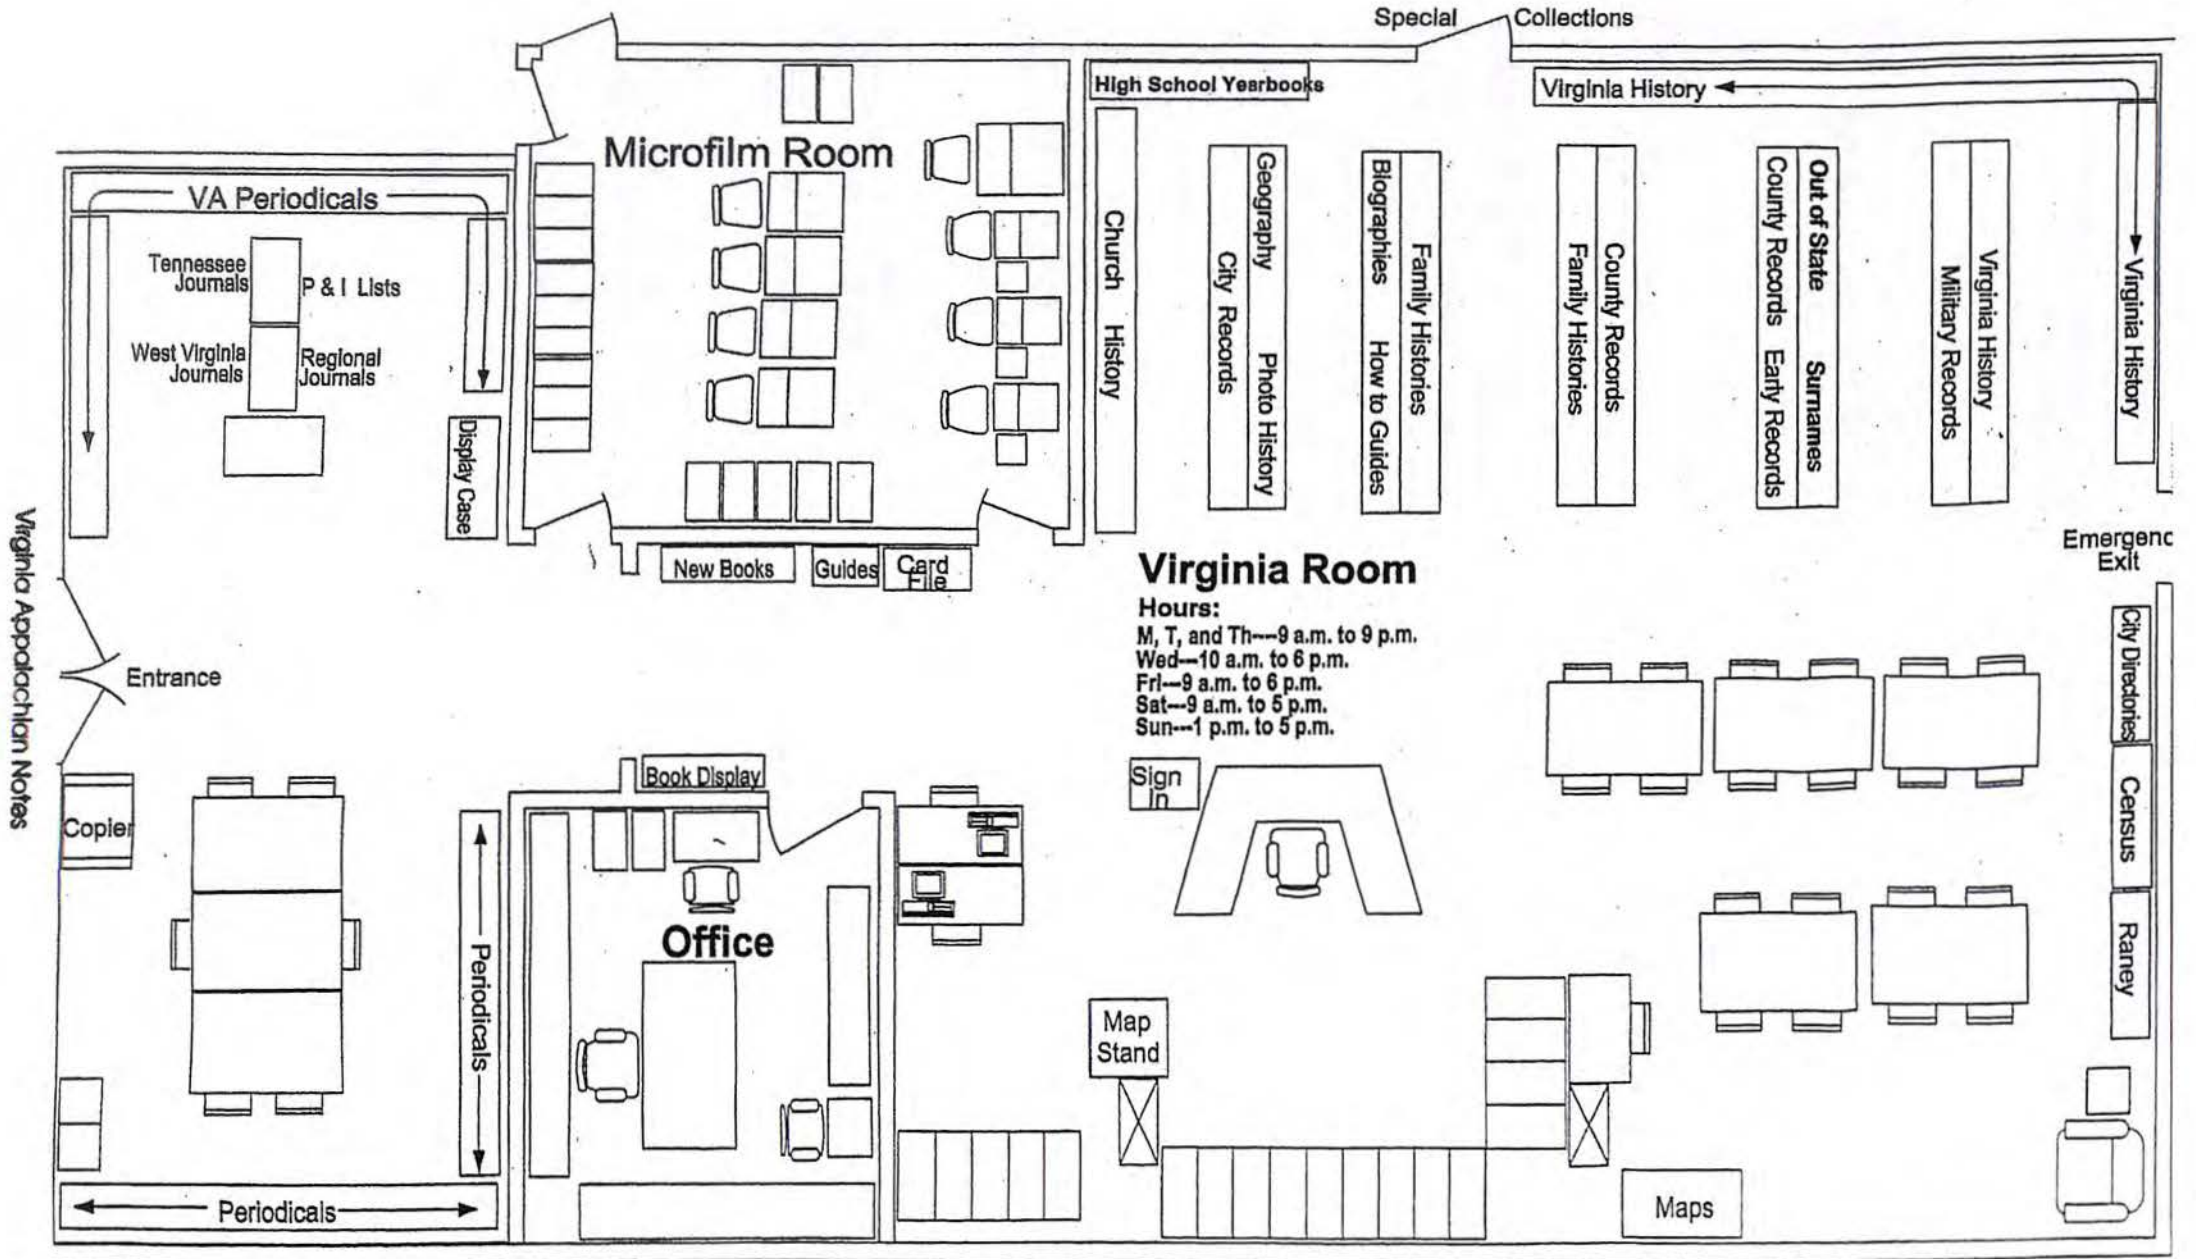 Special Collections
High School Yearbooks
Virginia History
Microfilm Room
VA Periodicals
Tennessee
Journals
P & I Lists
West Virginia
Journals
Regional
Journals
Display Case
Church History
Geography Photo History
City Records
Biographies How to Guides
Family Histories
County Records
Family Histories
Out of State Surnames
County Records Early Records
Virginia History
Military Records
Virginia History
New Books
Guides
Card
File
Virginia Room
Hours:
M, T, and Th---9 a.m. to 9 p.m.
Wed---10 a.m. to 6 p.m.
Fri---9 a.m. to 6 p.m.
Sat---9 a.m. to 5 p.m.
Sun---1 p.m. to 5 p.m.
Emergenc
Exit
Virginia Appalachian Notes
Entrance
City Directories
Census
Raney
Sign
In
Book Display
Copier
Periodicals
Office
Map
Stand
Periodicals
Maps